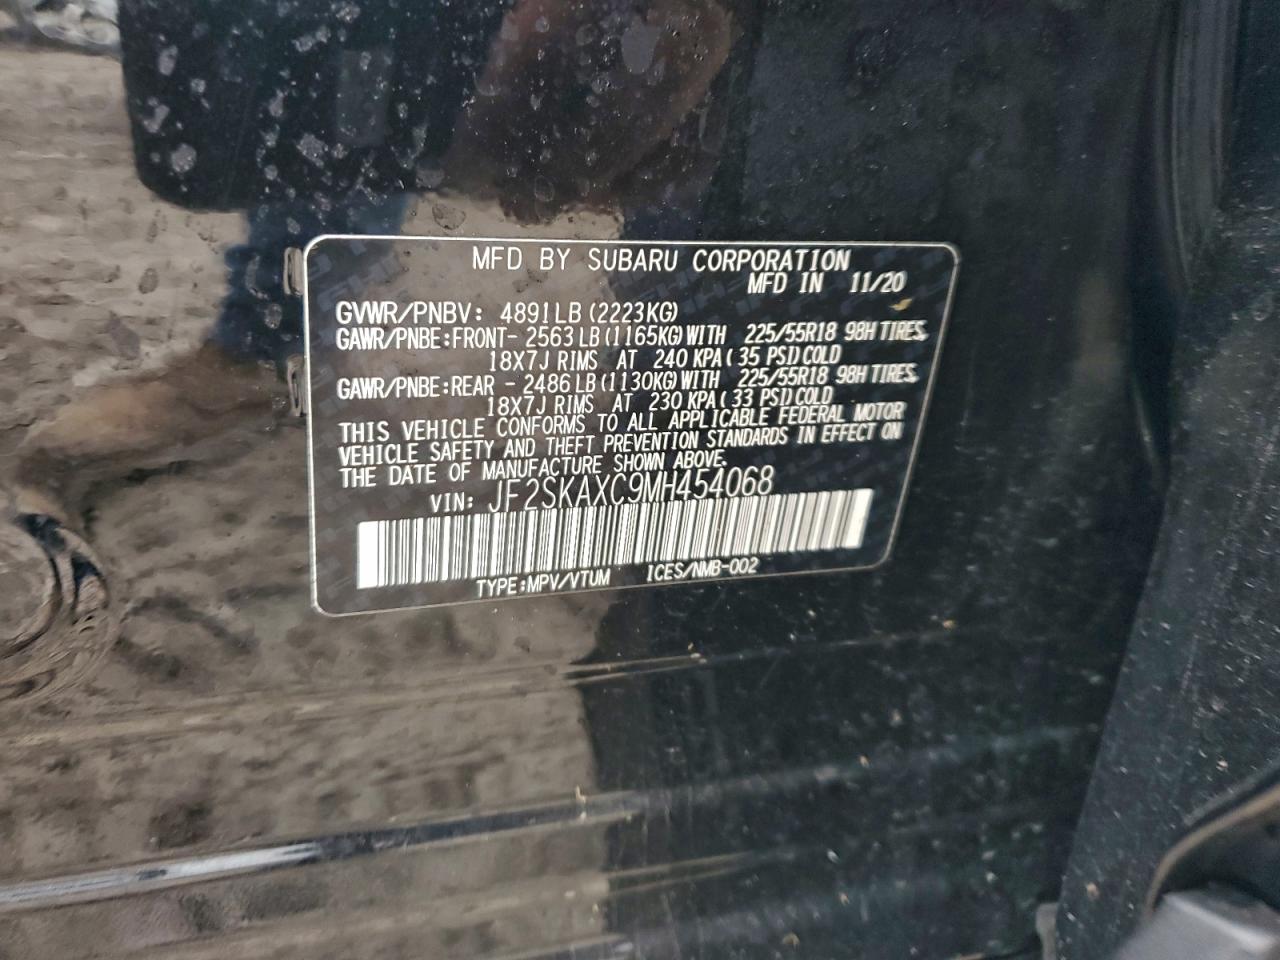 MFD BY SUBARU CORPORATION
MFD IN 11/20
GVWR/PNBV: 4891LB (2223KG)
GAWR/PNBE:FRONT- 2563LB (1165KG) WITH 225/55R18 98H TIRES,
18X7J RIMS AT 240 KPA (35 PSI) COLD
GAWR/PNBE:REAR - 2486LB (1130KG) WITH 225/55R18 98H TIRES,
18X7J RIMS AT 230 KPA (33 PSI) COLD
THIS VEHICLE CONFORMS TO ALL APPLICABLE FEDERAL MOTOR
VEHICLE SAFETY AND THEFT PREVENTION STANDARDS IN EFFECT ON
THE DATE OF MANUFACTURE SHOWN ABOVE.
VIN: JF2SKAXC9MH454068
TYPE:MPV/VTUM ICES/NMB-002